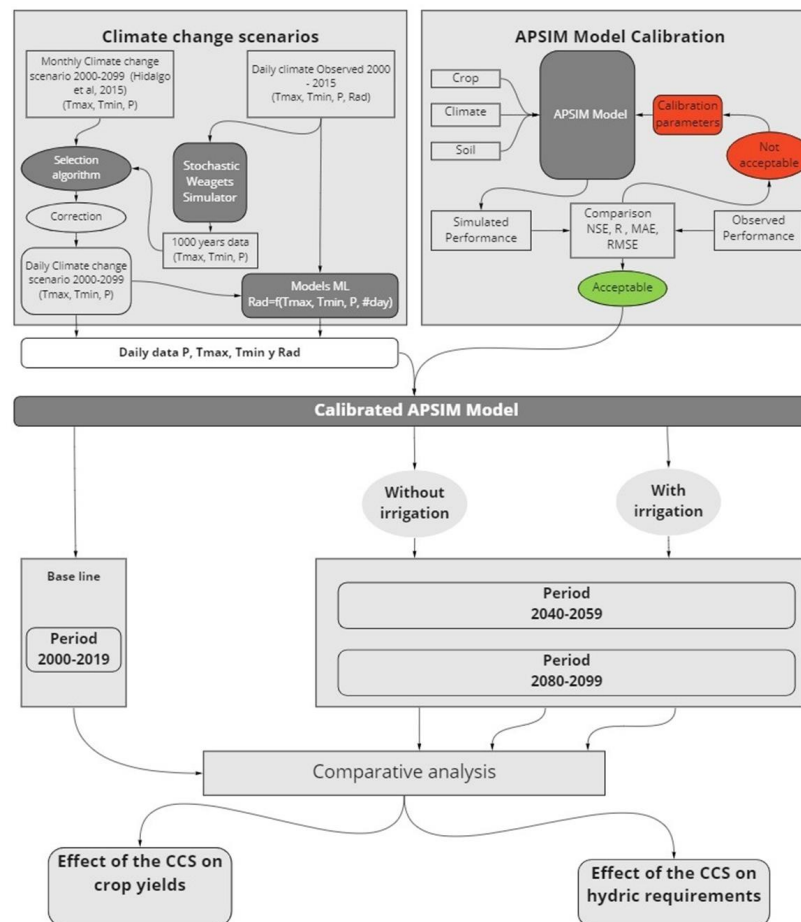 Climate change scenarios
Monthly Climate change
scenario 2000-2099 (Hidalgo
et al, 2015)
(Tmax, Tmin, P)
Daily climate Observed 2000
- 2015
(Tmax, Tmin, P, Rad)
Selection
algorithm
Stochastic
Weagets
Simulator
Correction
1000 years data
(Tmax, Tmin, P)
Daily Climate change
scenario 2000-2099
(Tmax, Tmin, P)
Models ML
Rad=f(Tmax, Tmin, P, #day)
Daily data P, Tmax, Tmin y Rad
APSIM Model Calibration
Crop
Climate
Soil
APSIM Model
Calibration
parameters
Not
acceptable
Simulated
Performance
Comparison
NSE, R , MAE,
RMSE
Observed
Performance
Acceptable
Calibrated APSIM Model
Without
irrigation
With
irrigation
Base line
Period
2000-2019
Period
2040-2059
Period
2080-2099
Comparative analysis
Effect of the CCS on
crop yields
Effect of the CCS on
hydric requirements